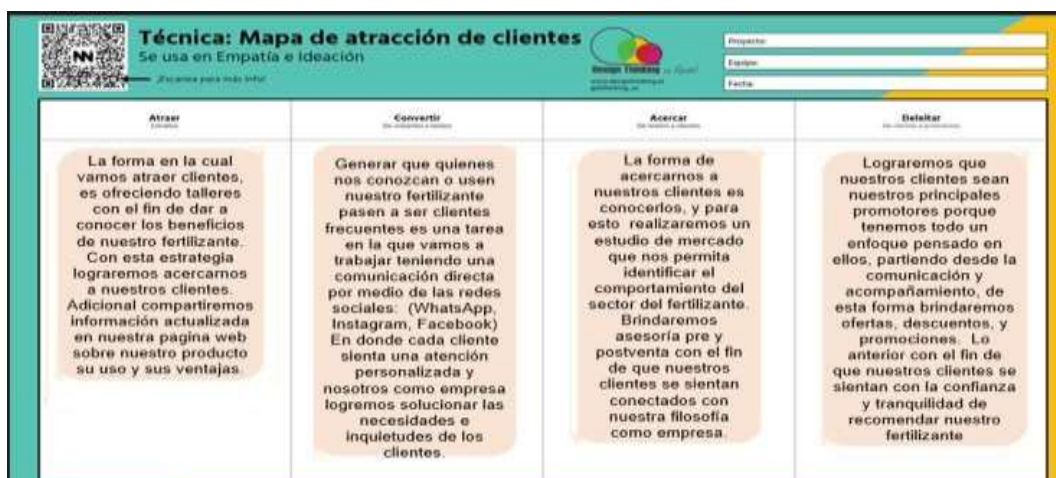 NN
Técnica: Mapa de atracción de clientes
Se usa en Empatía e Ideación
¡Escanea para más info!
Design Thinking
Proyecto:
Equipo:
Fecha:
Atraer
Convertir
Acercar
Deleitar
La forma en la cual
vamos atraer clientes,
es ofreciendo talleres
con el fin de dar a
conocer los beneficios
de nuestro fertilizante.
Con esta estrategia
lograremos acercarnos
a nuestros clientes.
Adicional compartiremos
información actualizada
en nuestra pagina web
sobre nuestro producto
su uso y sus ventajas.
Generar que quienes
nos conozcan o usen
nuestro fertilizante
pasen a ser clientes
frecuentes es una tarea
en la que vamos a
trabajar teniendo una
comunicación directa
por medio de las redes
sociales: (WhatsApp,
Instagram, Facebook)
En donde cada cliente
sienta una atención
personalizada y
nosotros como empresa
logremos solucionar las
necesidades e
inquietudes de los
clientes.
La forma de
acercarnos a
nuestros clientes es
conocerlos, y para
esto realizaremos un
estudio de mercado
que nos permita
identificar el
comportamiento del
sector del fertilizante.
Brindaremos
asesoría pre y
postventa con el fin
de que nuestros
clientes se sientan
conectados con
nuestra filosofía
como empresa.
Lograremos que
nuestros clientes sean
nuestros principales
promotores porque
tenemos todo un
enfoque pensado en
ellos, partiendo desde la
comunicación y
acompañamiento, de
esta forma brindaremos
ofertas, descuentos, y
promociones. Lo
anterior con el fin de
que nuestros clientes se
sientan con la confianza
y tranquilidad de
recomendar nuestro
fertilizante